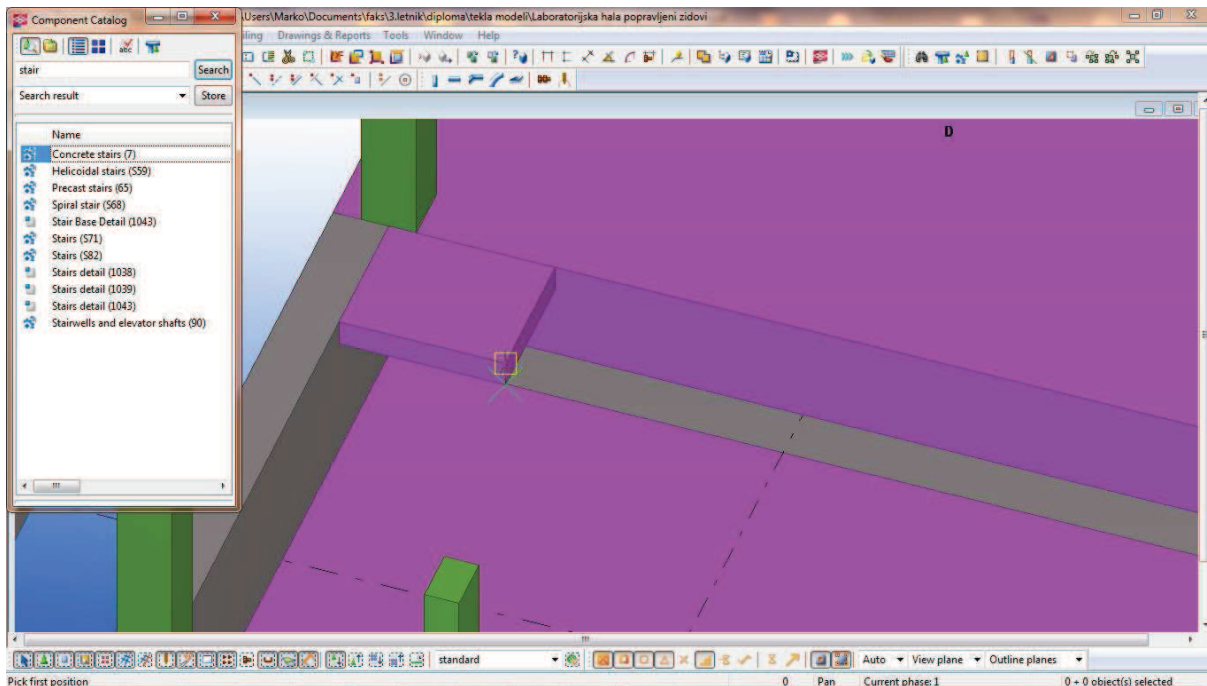 Component Catalog
\Users\Marko\Documents\faks\3.letnik\diploma\tekla modeli\Laboratorijska hala popravljeni zidovi
Drawings & Reports Tools Window Help
stair
Search
Search result
Store
Name
Concrete stairs (7)
Helicoidal stairs (S59)
Precast stairs (65)
Spiral stair (S68)
Stair Base Detail (1043)
Stairs (S71)
Stairs (S82)
Stairs detail (1038)
Stairs detail (1039)
Stairs detail (1043)
Stairwells and elevator shafts (90)
D
standard
Auto
View plane
Outline planes
Pick first position
0
Pan
Current phase: 1
0 + 0 object(s) selected